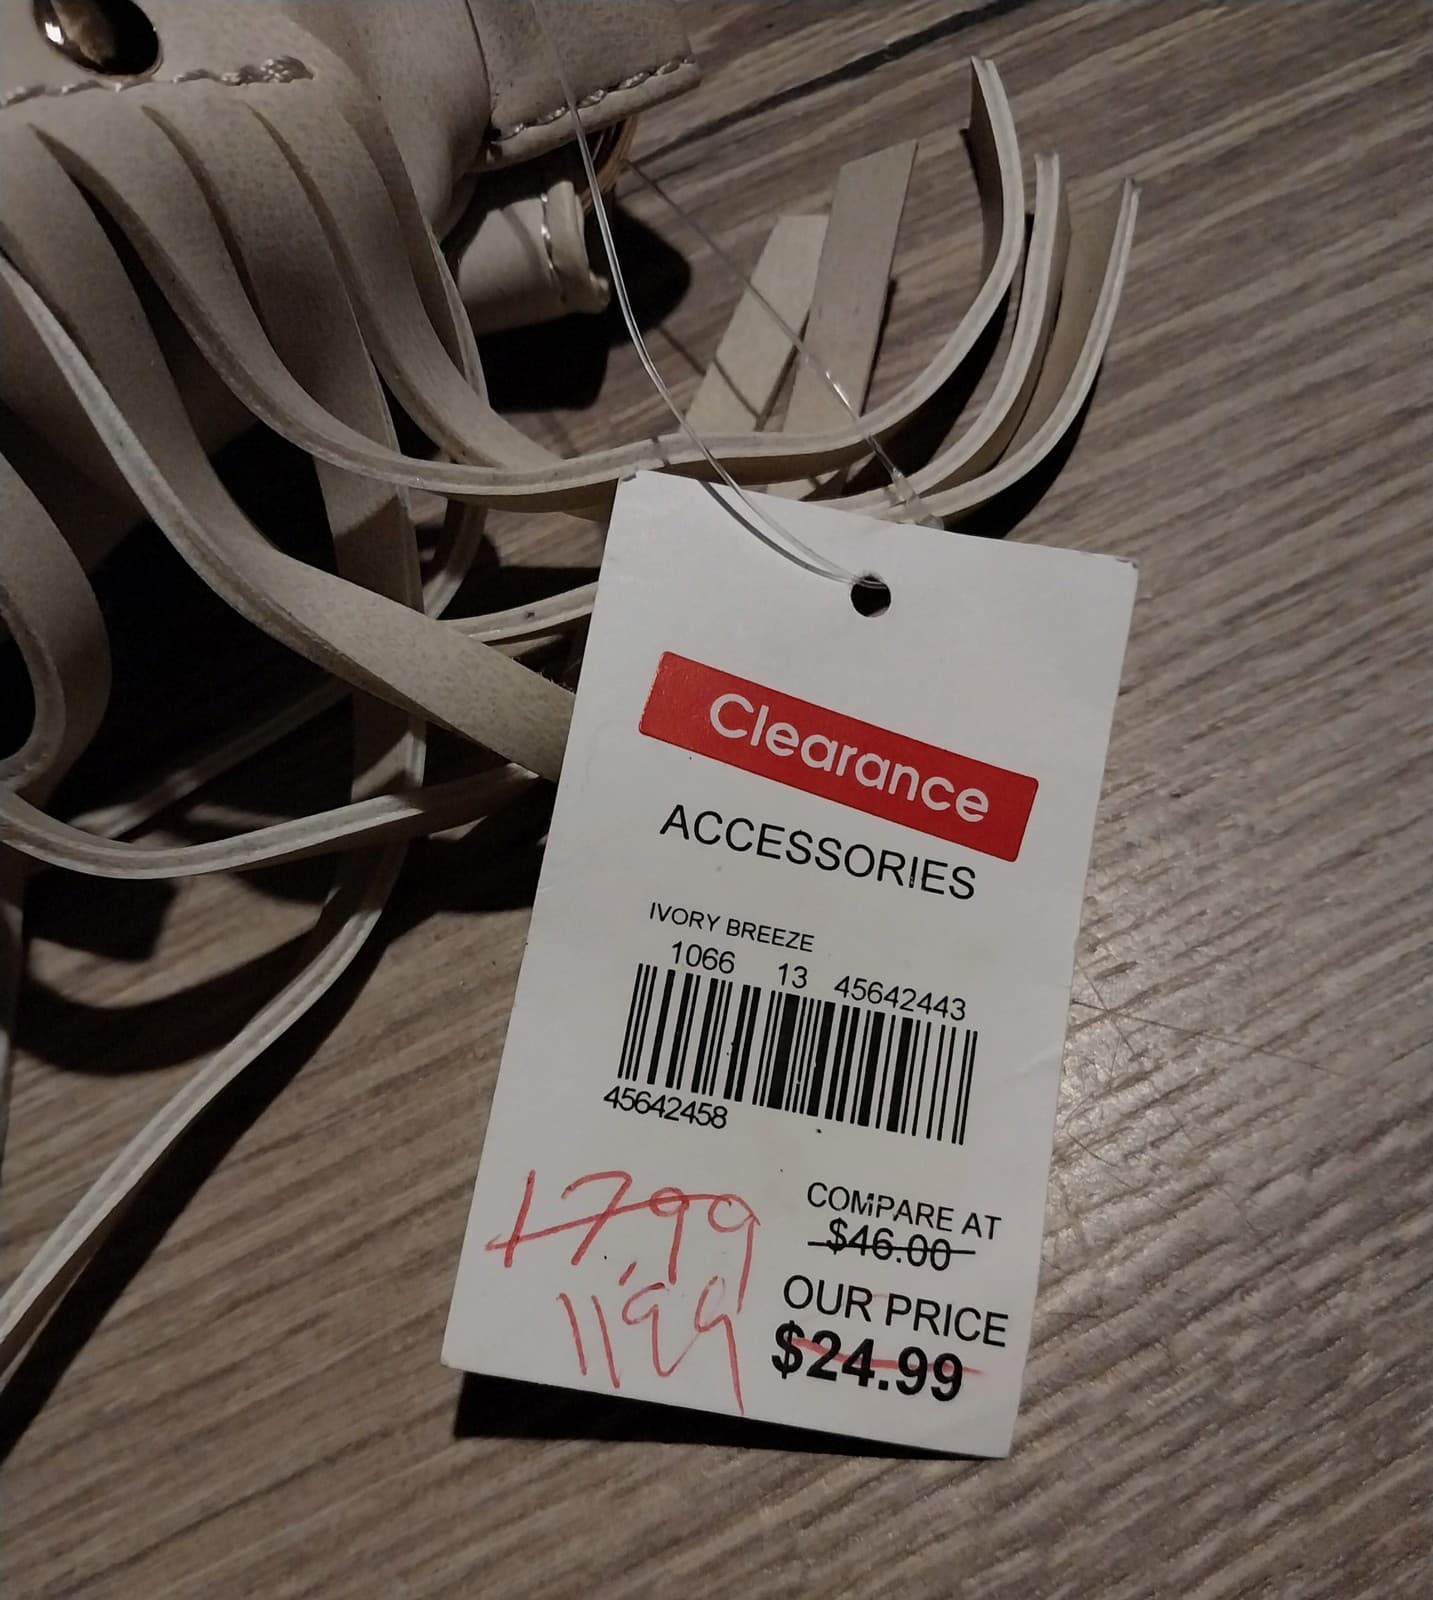 Clearance
ACCESSORIES
IVORY BREEZE
1066 13 45642443
45642458
17.99
11.99
COMPARE AT
$46.00
OUR PRICE
$24.99